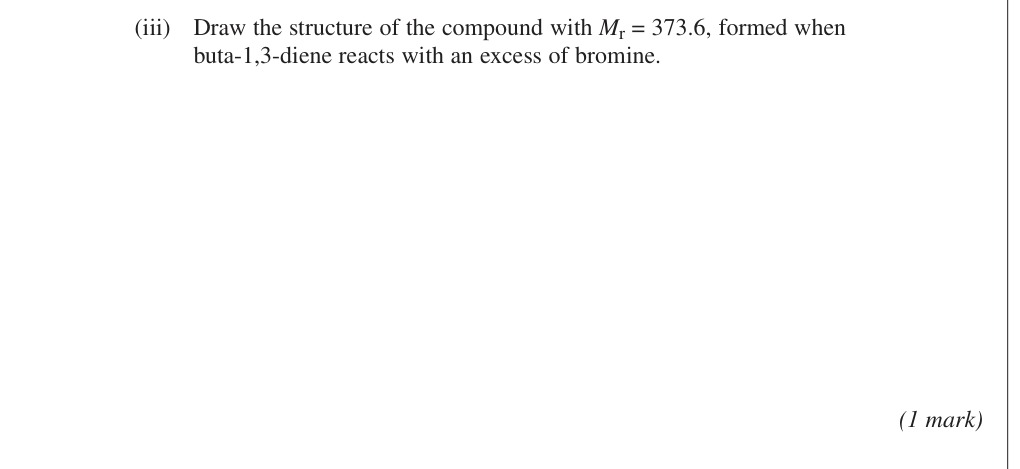 (iii) Draw the structure of the compound with Mr = 373.6, formed when
buta-1,3-diene reacts with an excess of bromine.
(1 mark)